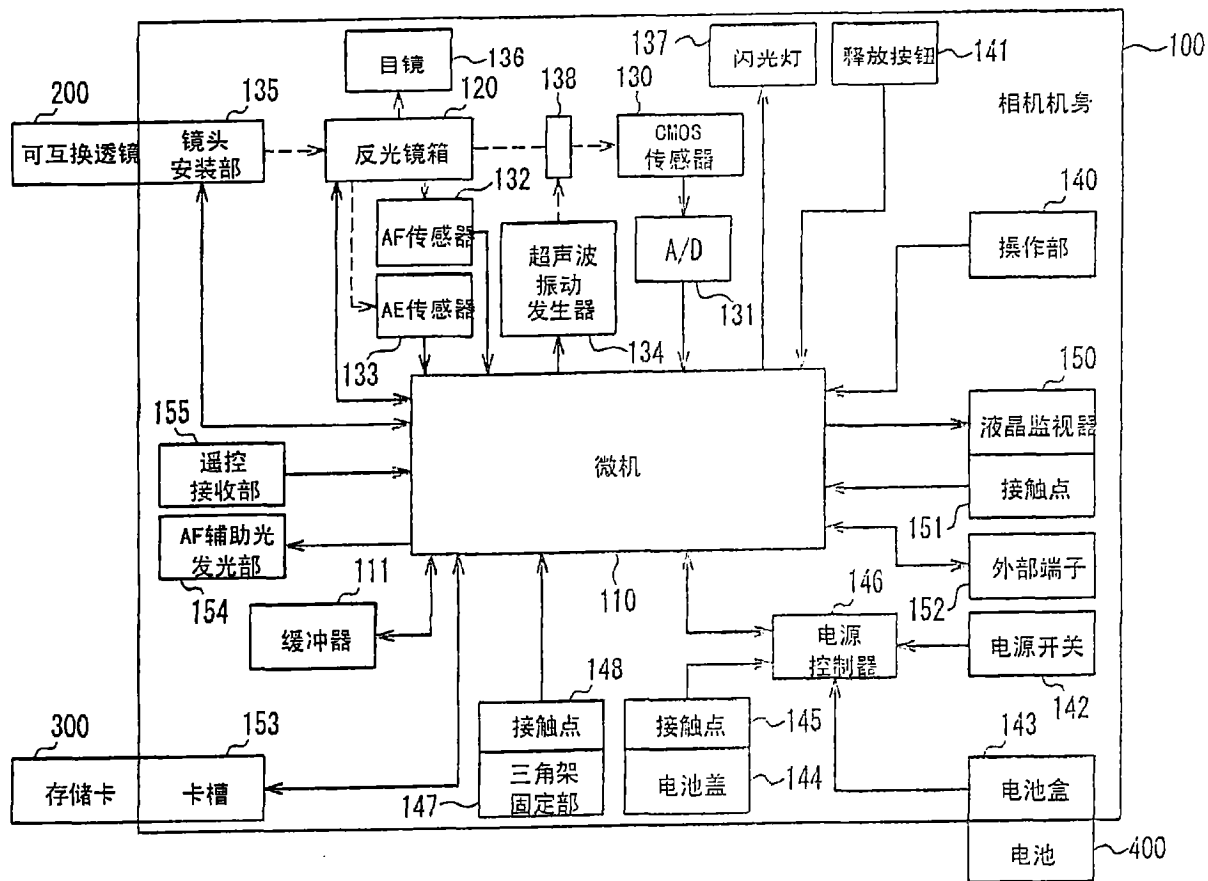 137
闪光灯
释放按钮
141
100
相机机身
目镜
136
138
130
200
135
120
可互换透镜
镜头
安装部
反光镜箱
CMOS
传感器
132
AF传感器
超声波
振动
发生器
A/D
140
操作部
AE传感器
133
134
131
150
液晶监视器
155
遥控
接收部
微机
接触点
151
AF辅助光
发光部
154
111
110
146
外部端子
152
缓冲器
电源
控制器
电源开关
142
148
接触点
接触点
145
300
153
143
存储卡
卡槽
147
三角架
固定部
电池盖
144
电池盒
电池
400